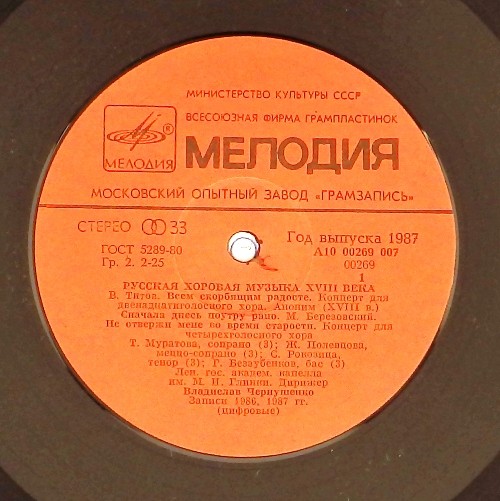 МИНИСТЕРСТВО КУЛЬТУРЫ СССР
ВСЕСОЮЗНАЯ ФИРМА ГРАМПЛАСТИНОК
МЕЛОДИЯ ® МЕЛОДИЯ
МОСКОВСКИЙ ОПЫТНЫЙ ЗАВОД «ГРАМЗАПИСЬ»
СТЕРЕО 33 Год выпуска 1987
ГОСТ 5289-80 А10 00269 007
Гр. 2. 2-25 00269
1
РУССКАЯ ХОРОВАЯ МУЗЫКА XVIII ВЕКА
В. Титов. Всем скорбящим радосте. Концерт для
двенадцатиголосного хора. Аноним (XVIII в.)
Сначала днесь поутру рано. М. Березовский.
Не отвержи мене во время старости. Концерт для
четырехголосного хора
Т. Муратова, сопрано (3); Ж. Полевцова,
меццо-сопрано (3); С. Рокозица,
тенор (3); Г. Беззубенков, бас (3)
Лен. гос. академ. капелла
им. М. И. Глинки. Дирижер
Владислав Чернушенко
Записи 1986, 1987 гг.
(цифровые)